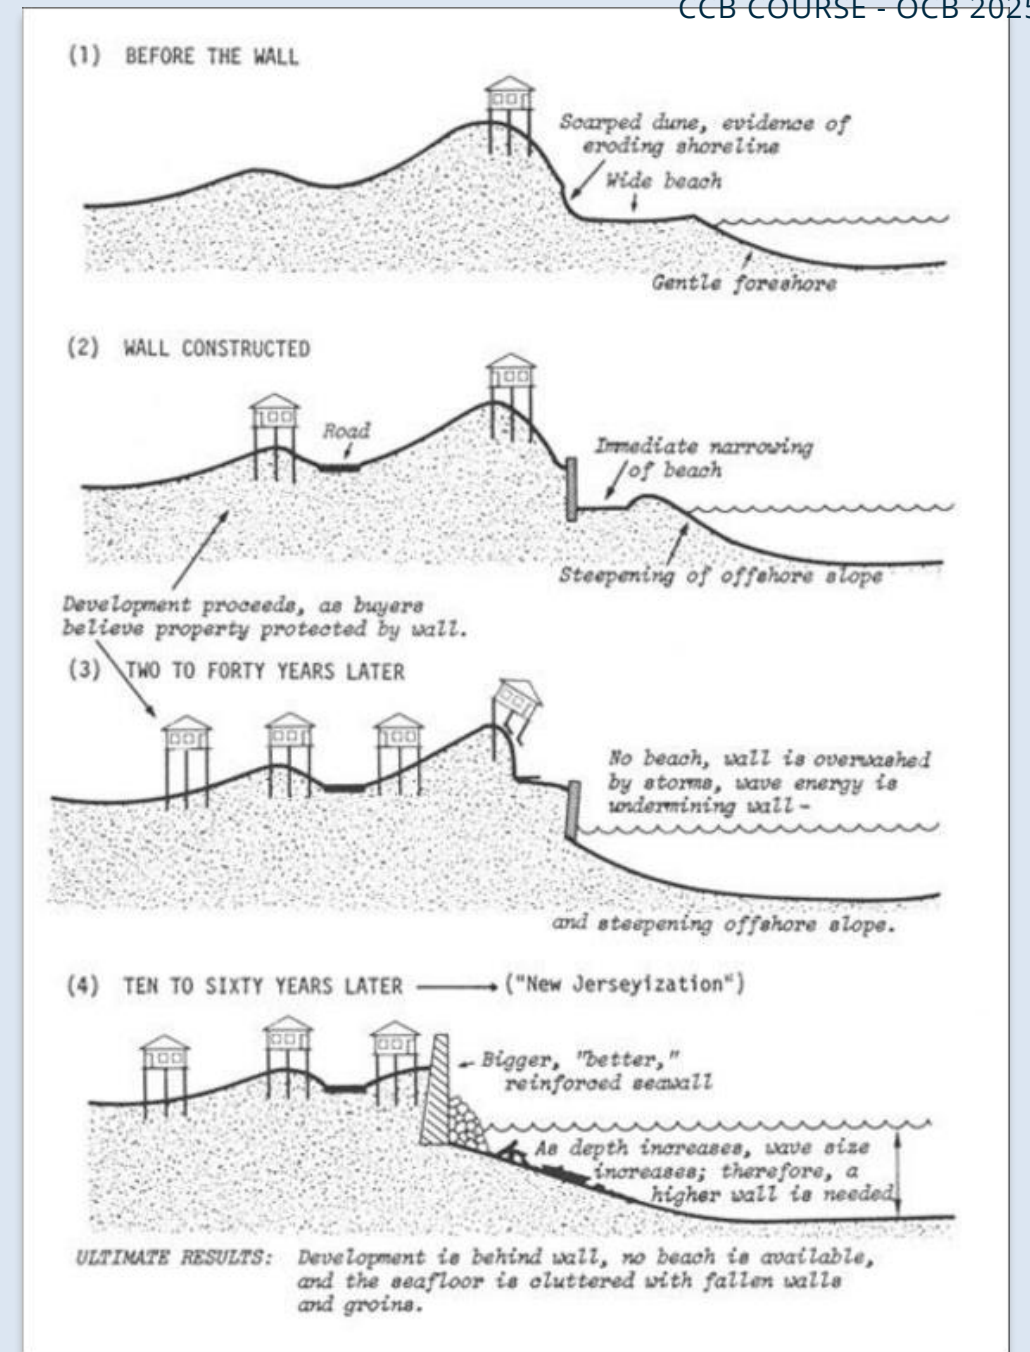 CCB COURSE - OCB 2025
(1) BEFORE THE WALL
Scarped dune, evidence of
eroding shoreline
Wide beach
Gentle foreshore
(2) WALL CONSTRUCTED
Road
Immediate narrowing
of beach
Steepening of offshore slope
Development proceeds, as buyers
believe property protected by wall.
(3) TWO TO FORTY YEARS LATER
No beach, wall is overwashed
by storms, wave energy is
undermining wall -
and steepening offshore slope.
(4) TEN TO SIXTY YEARS LATER ("New Jerseyization")
Bigger, "better,"
reinforced seawall
As depth increases, wave size
increases; therefore, a
higher wall is needed
ULTIMATE RESULTS: Development is behind wall, no beach is available,
and the seafloor is cluttered with fallen walls
and groins.